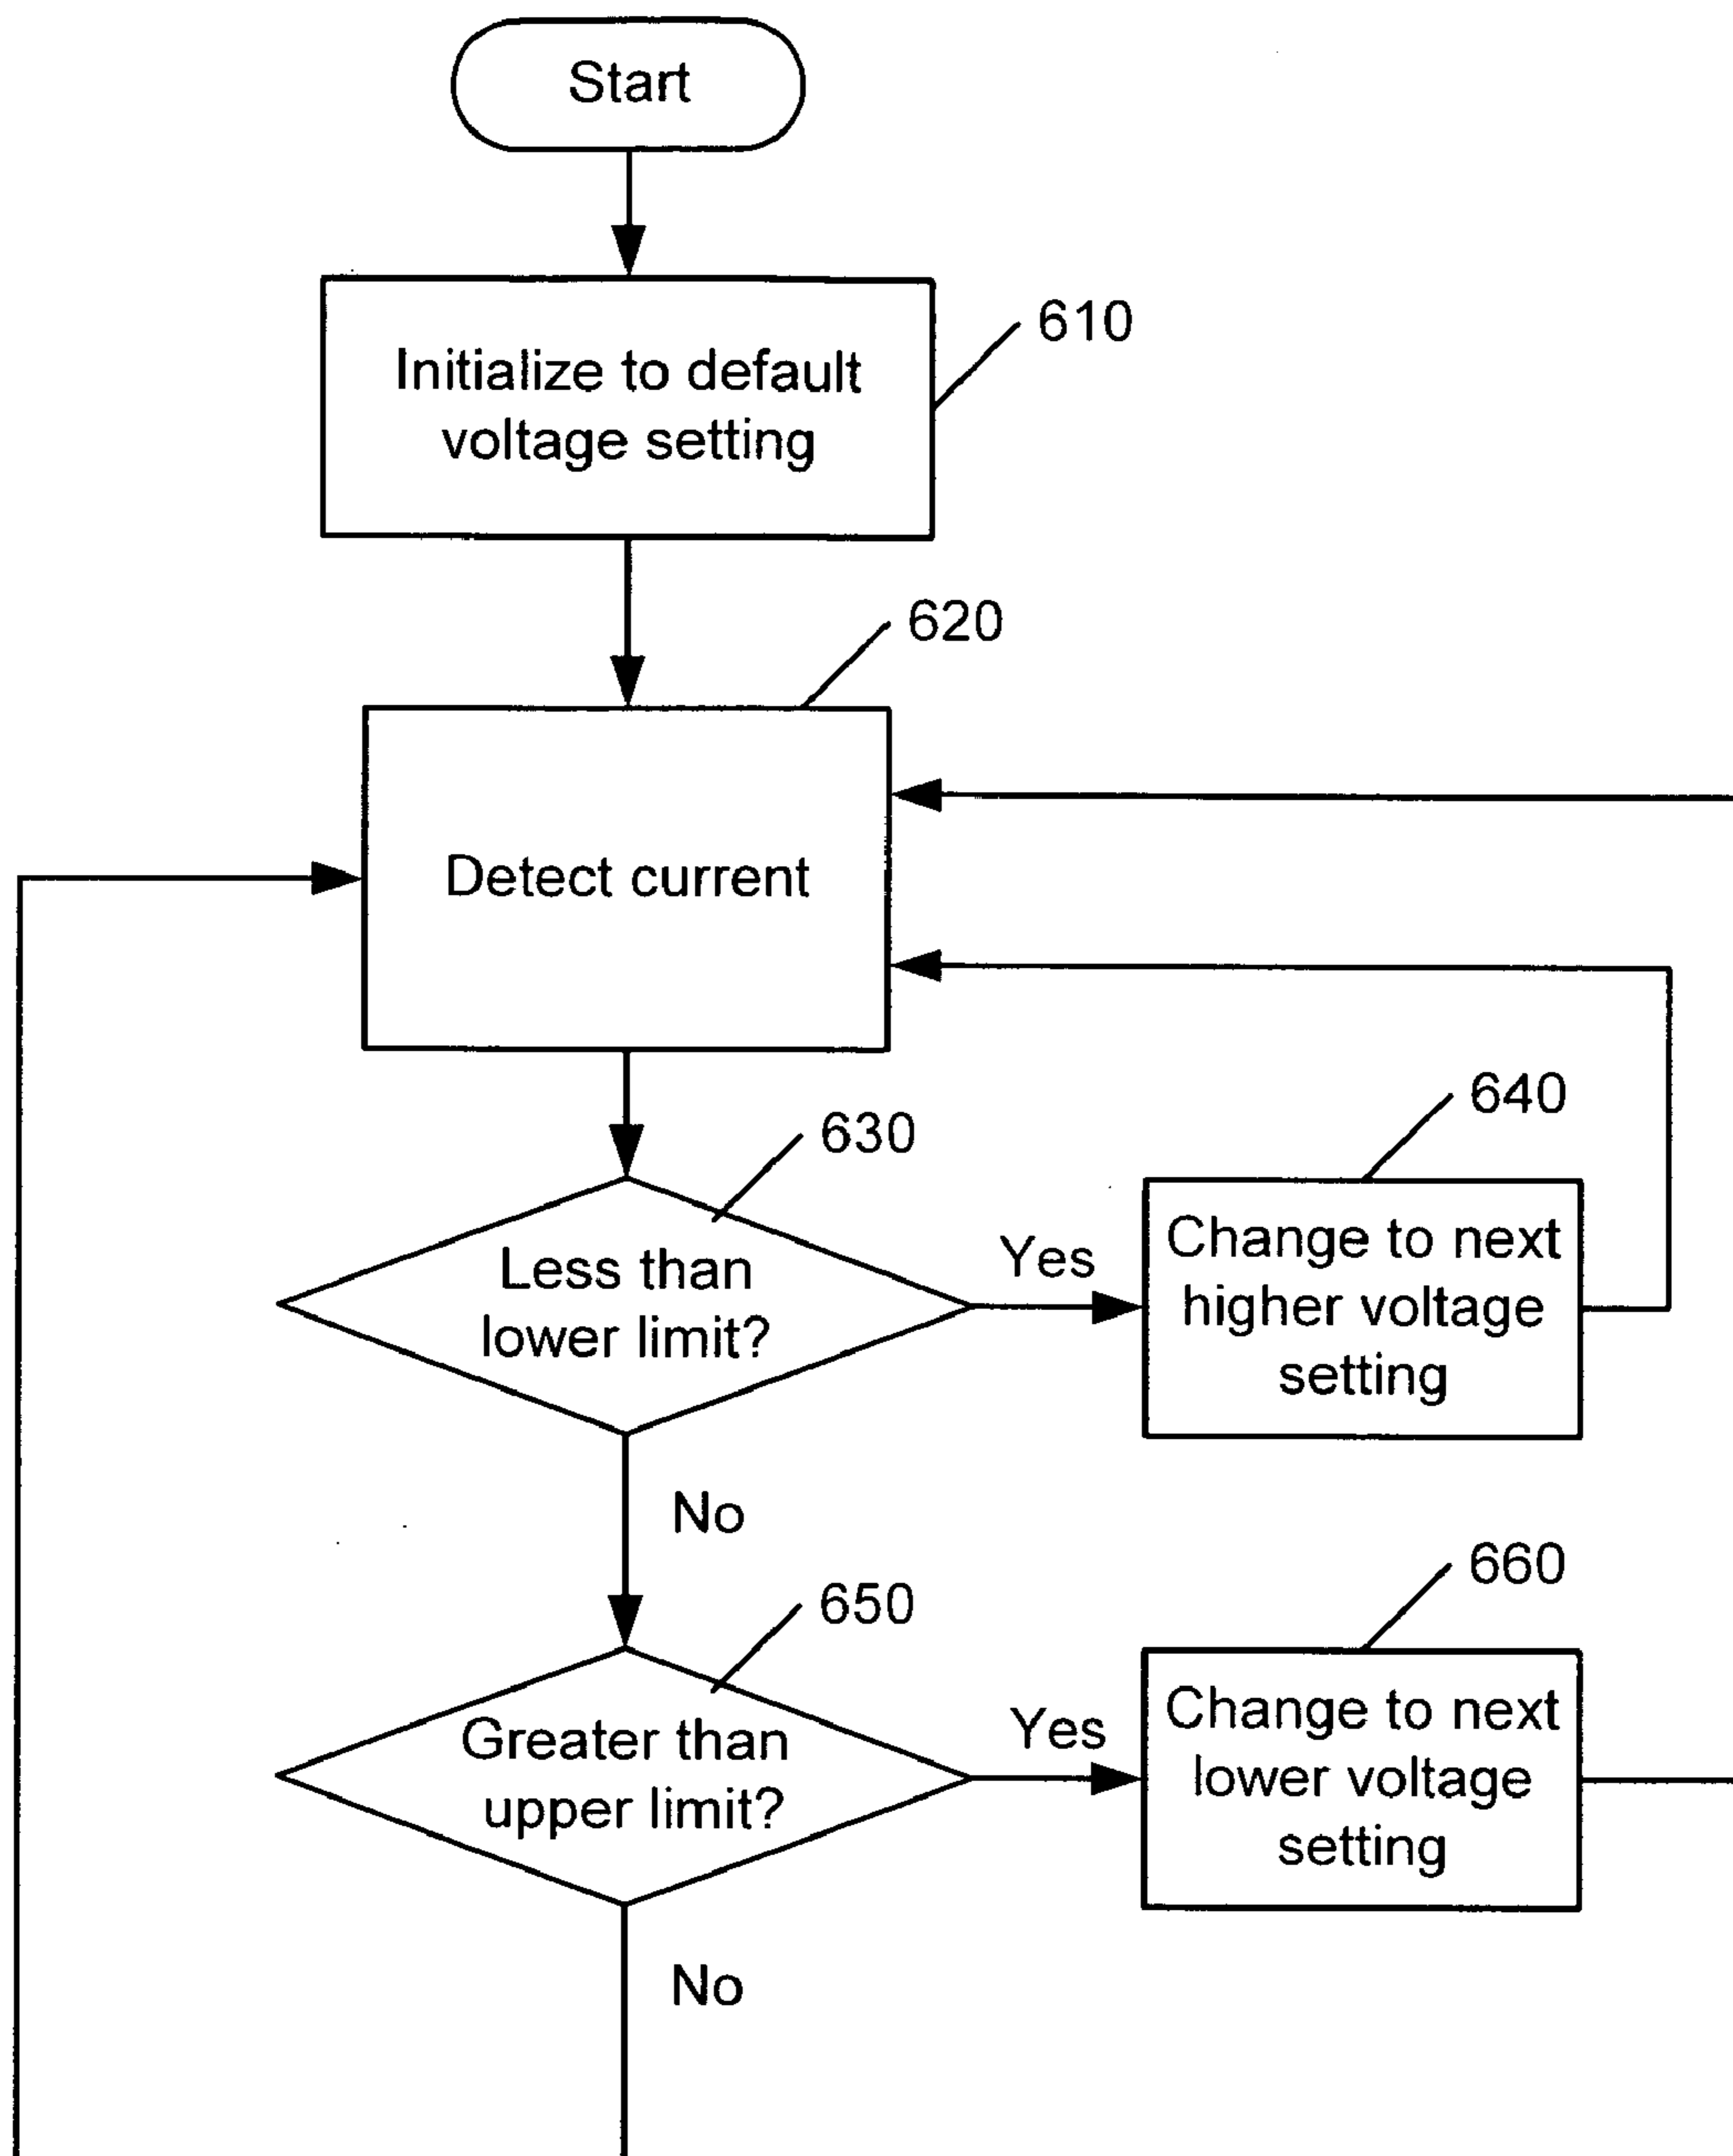 Start
610
Initialize to default
voltage setting
620
Detect current
640
630
Less than
lower limit?
Yes
Change to next
higher voltage
setting
No
660
650
Greater than
upper limit?
Yes
Change to next
lower voltage
setting
No